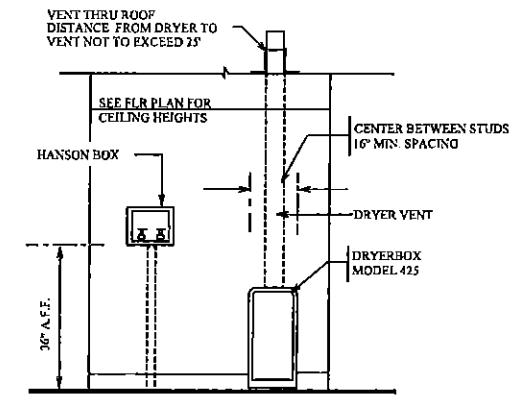 VENT THRU ROOF
DISTANCE FROM DRYER TO
VENT NOT TO EXCEED 25'
SEE FLR PLAN FOR
CEILING HEIGHTS
CENTER BETWEEN STUDS
16" MIN. SPACING
HANSON BOX
DRYER VENT
DRYERBOX
MODEL 425
36" A.F.F.